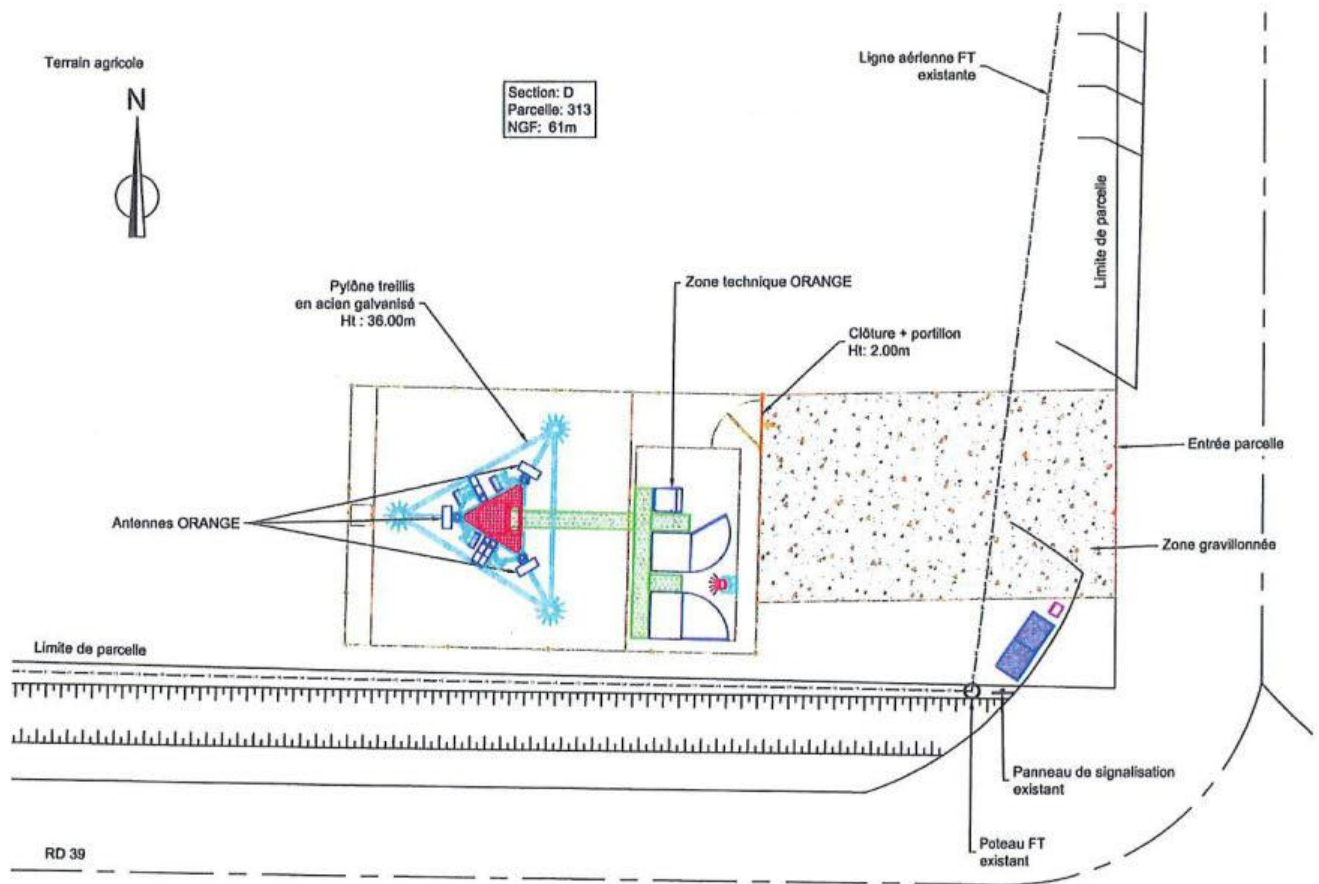 Terrain agricole
N
Section: D
Parcelle: 313
NGF: 61m
Ligne aérienne FT
existante
Limite de parcelle
Pylône treillis
en acien galvanisé
Ht : 36.00m
Zone technique ORANGE
Clôture + portillon
Ht: 2.00m
Entrée parcelle
Antennes ORANGE
Zone gravillonnée
Limite de parcelle
Panneau de signalisation
existant
Poteau FT
existant
RD 39